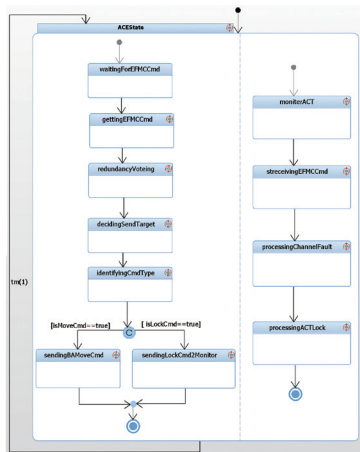 ACEState
waitingForEFMCCmd
gettingEFMCCmd
redundancyVoteing
decidingSendTarget
identifyingCmdType
C
[isMoveCmd==true]
[ isLockCmd==true]
sendingBAMoveCmd
sendingLockCmd2Monitor
moniterACT
streceivingEFMCCmd
processingChannelFault
processingACTLock
tm(1)